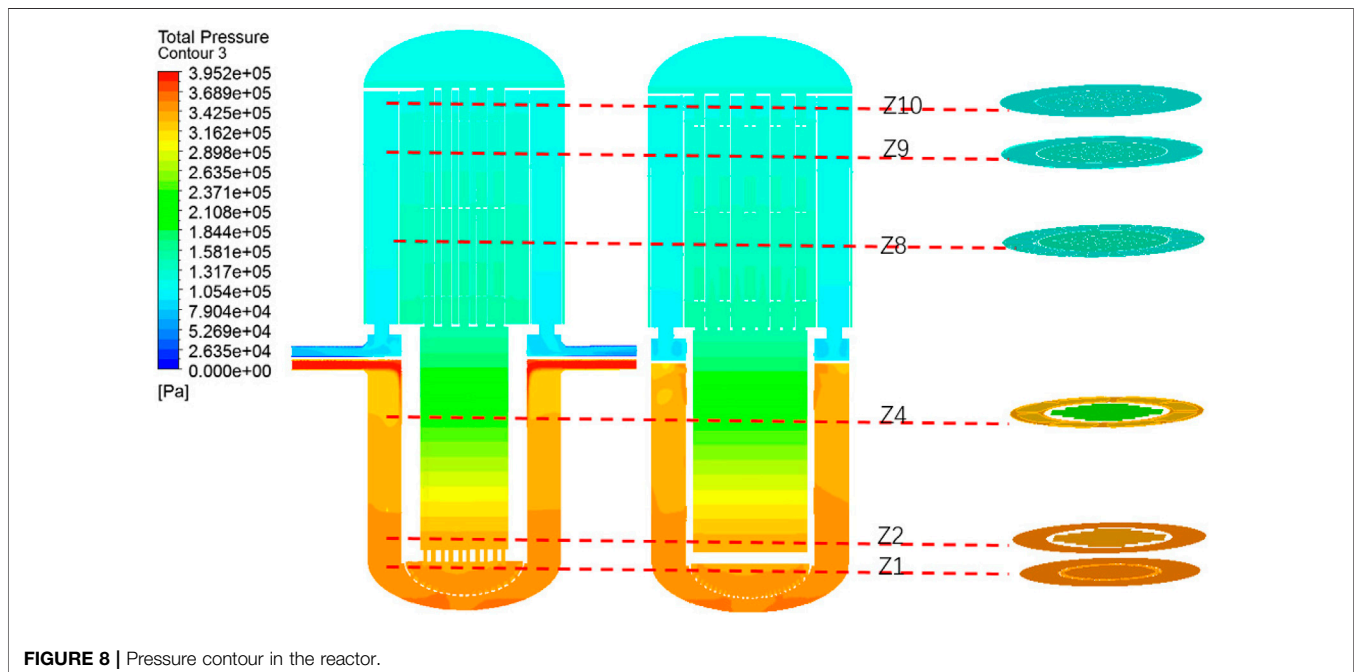 Total Pressure
Contour 3
3.952e+05
3.689e+05
3.425e+05
3.162e+05
2.898e+05
2.635e+05
2.371e+05
2.108e+05
1.844e+05
1.581e+05
1.317e+05
1.054e+05
7.904e+04
5.269e+04
2.635e+04
0.000e+00
[Pa]
Z10
Z9
Z8
Z4
Z2
Z1
FIGURE 8 | Pressure contour in the reactor.